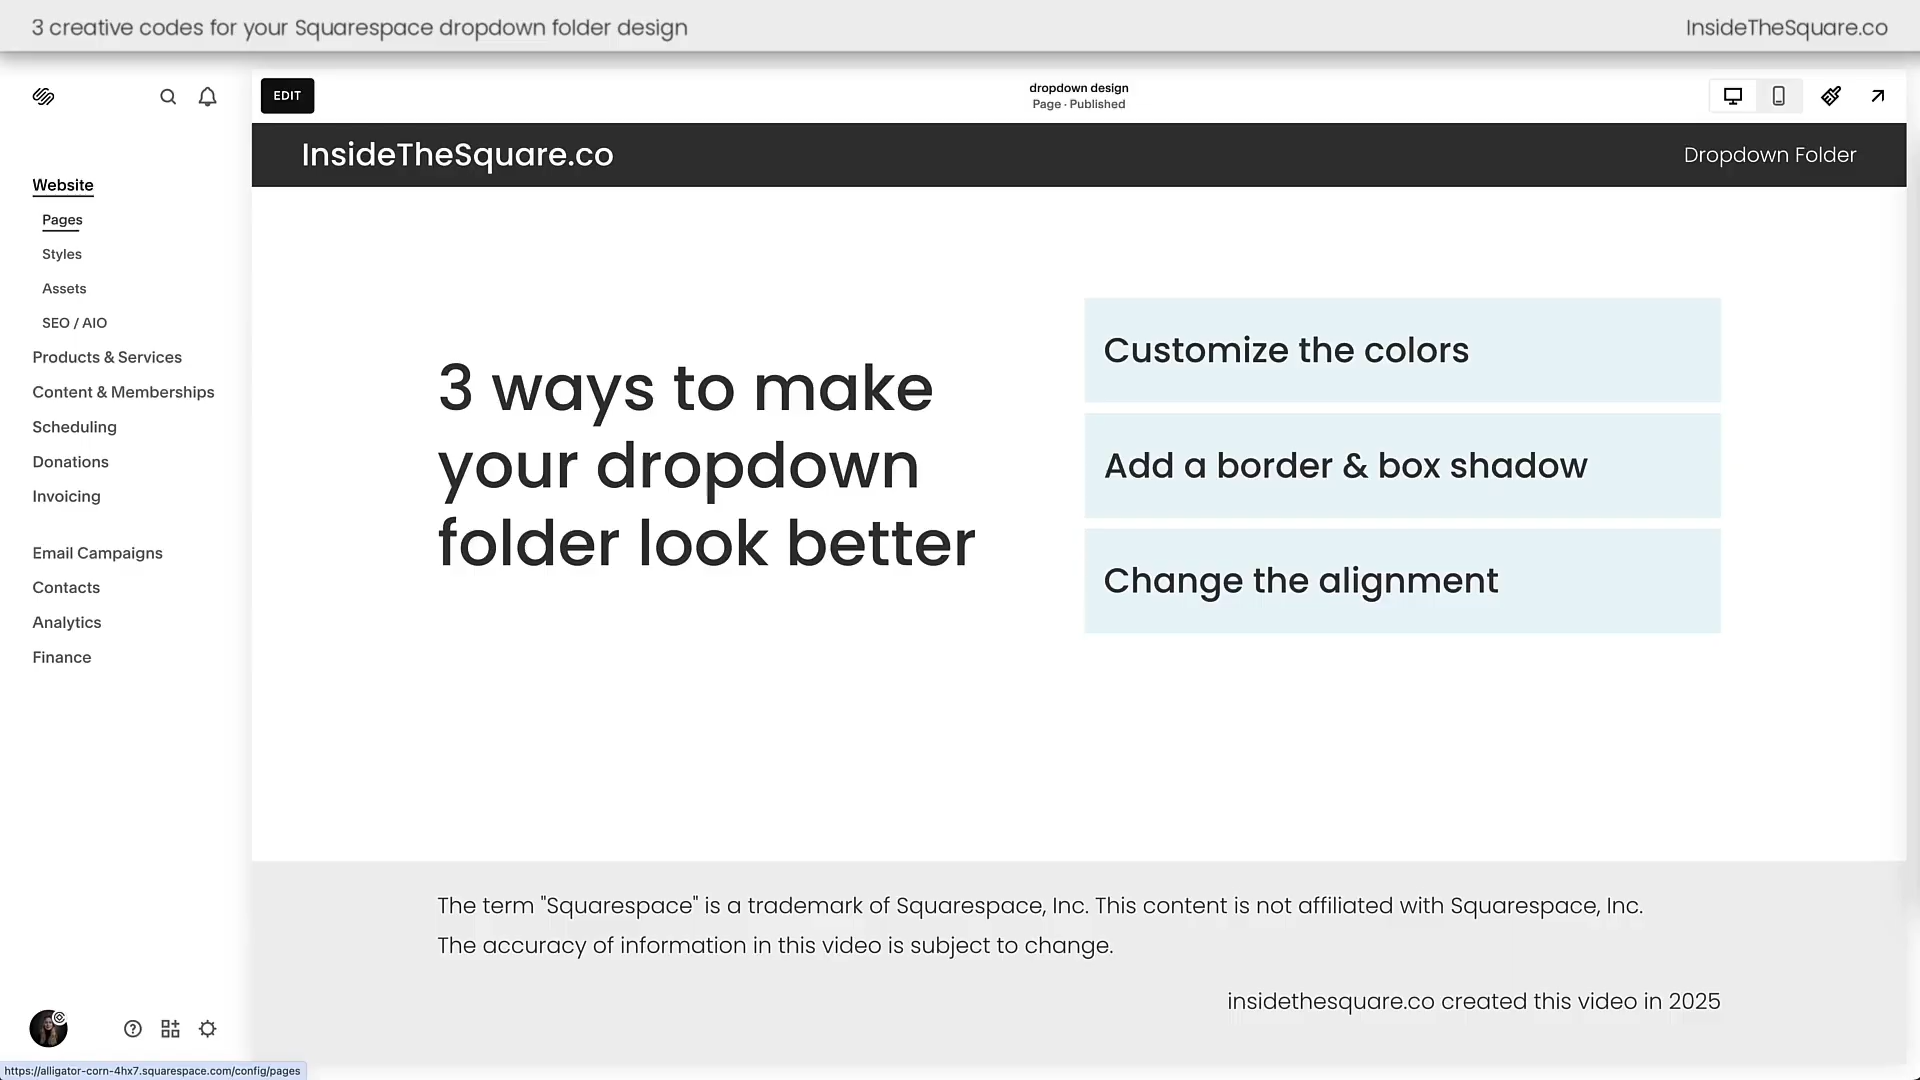 3 creative codes for your Squarespace dropdown folder design
InsideTheSquare.co
EDIT
dropdown design
Page · Published
InsideTheSquare.co
Dropdown Folder
Website
Pages
Styles
Assets
SEO / AIO
Products & Services
Content & Memberships
Scheduling
Donations
Invoicing
Email Campaigns
Contacts
Analytics
Finance
3 ways to make
your dropdown
folder look better
Customize the colors
Add a border & box shadow
Change the alignment
The term "Squarespace" is a trademark of Squarespace, Inc. This content is not affiliated with Squarespace, Inc.
The accuracy of information in this video is subject to change.
insidethesquare.co created this video in 2025
https://alligator-corn-4hx7.squarespace.com/config/pages